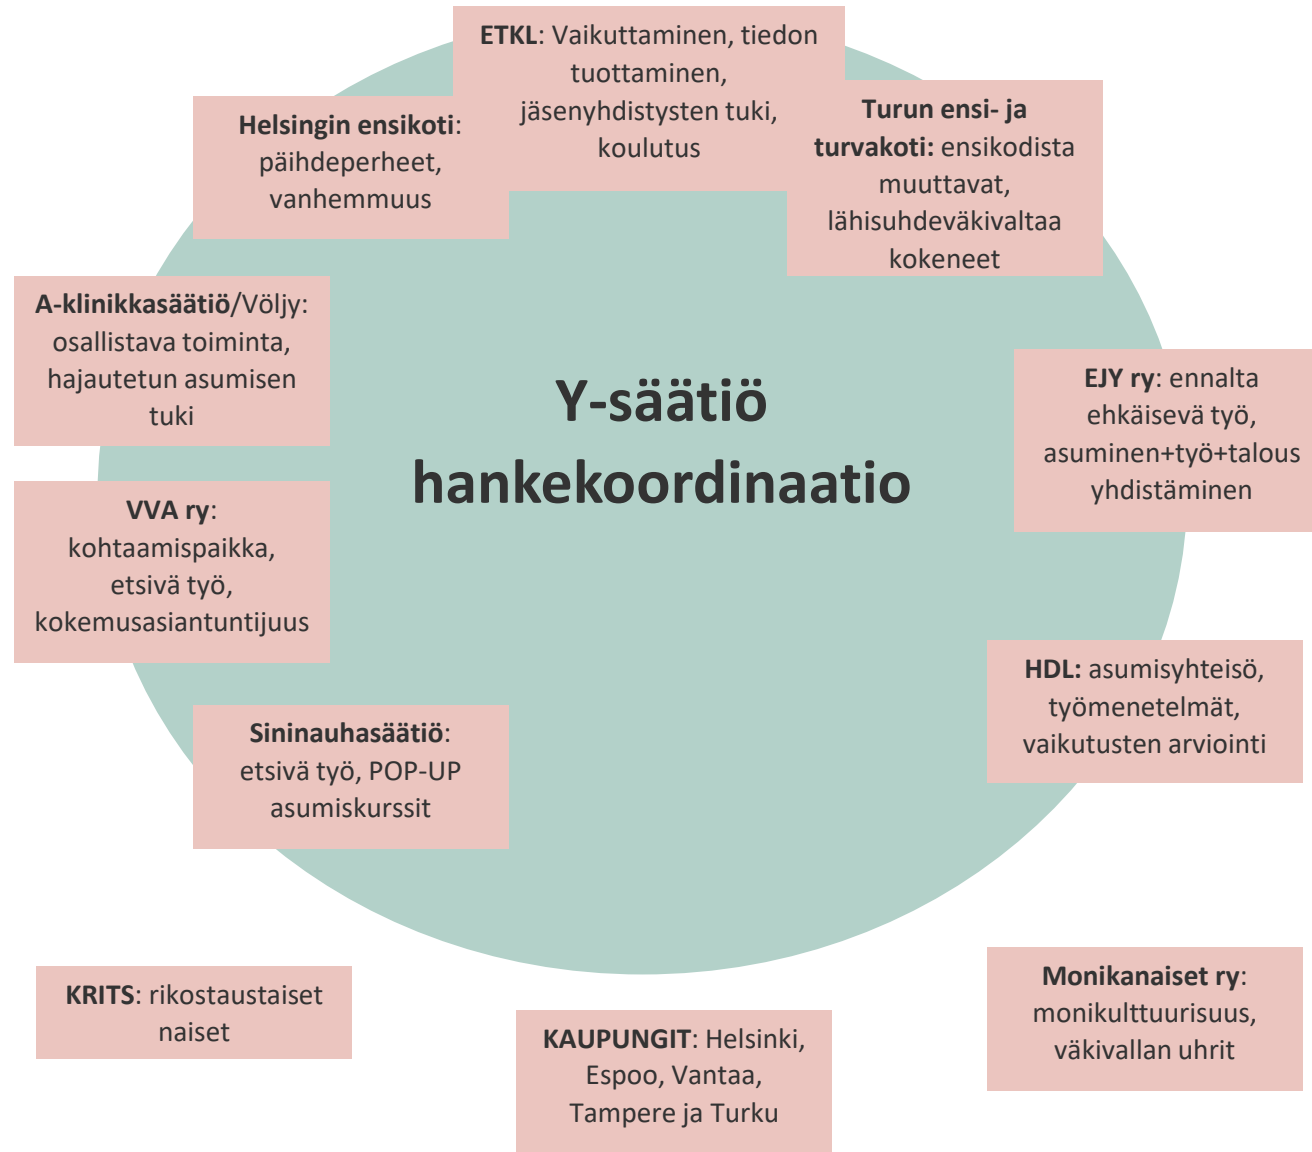 ETKL: Vaikuttaminen, tiedon
tuottaminen,
jäsenyhdistysten tuki,
koulutus
Helsingin ensikoti:
päihdeperheet,
vanhemmuus
Turun ensi- ja
turvakoti: ensikodista
muuttavat,
lähisuhdeväkivaltaa
kokeneet
A-klinikkasäätiö/Völjy:
osallistava toiminta,
hajautetun asumisen
tuki
Y-säätiö
hankekoordinaatio
EJY ry: ennalta
ehkäisevä työ,
asuminen+työ+talous
yhdistäminen
VVA ry:
kohtaamispaikka,
etsivä työ,
kokemusasiantuntijuus
HDL: asumisyhteisö,
työmenetelmät,
vaikutusten arviointi
Sininauhasäätiö:
etsivä työ, POP-UP
asumiskurssit
KRITS: rikostaustaiset
naiset
KAUPUNGIT: Helsinki,
Espoo, Vantaa,
Tampere ja Turku
Monikanaiset ry:
monikulttuurisuus,
väkivallan uhrit